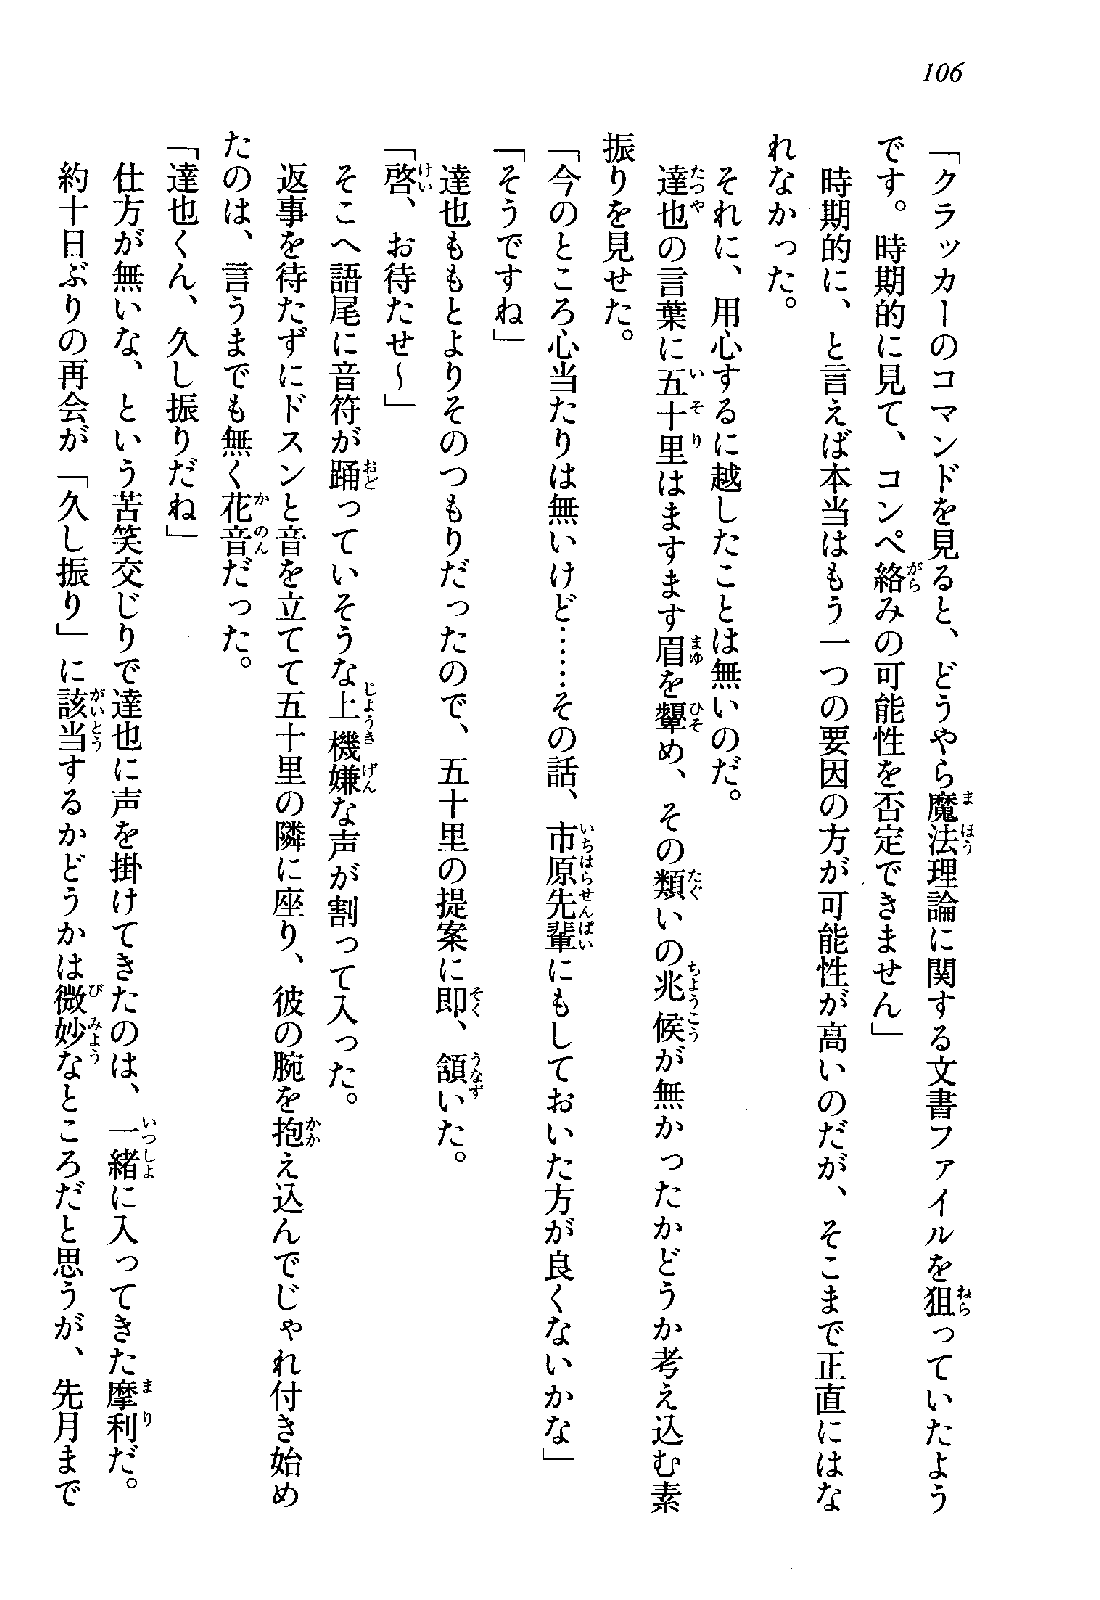 106
「クラッカーのコマンドを見ると、どうやら魔法理論に関する文書ファイルを狙っていたよう
です。時期的に見て、コンペ絡みの可能性を否定できません」
時期的に、と言えば本当はもう一つの要因の方が可能性が高いのだが、そこまで正直にはな
れなかった。
それに、用心するに越したことは無いのだ。
達也の言葉に五十里はますます眉を顰め、その類いの兆候が無かったかどうか考え込む素
振りを見せた。
「今のところ心当たりは無いけど……その話、市原先輩にもしておいた方が良くないかな」
「そうですね」
達也ももとよりそのつもりだったので、五十里の提案に即、頷いた。
「啓、お待たせ〜」
そこへ語尾に音符が踊っていそうな上機嫌な声が割って入った。
返事を待たずにドスンと音を立てて五十里の隣に座り、彼の腕を抱え込んでじゃれ付き始め
たのは、言うまでも無く花音だった。
「達也くん、久し振りだね」
仕方が無いな、という苦笑交じりで達也に声を掛けてきたのは、一緒に入ってきた摩利だ。
約十日ぶりの再会が「久し振り」に該当するかどうかは微妙なところだと思うが、先月まで